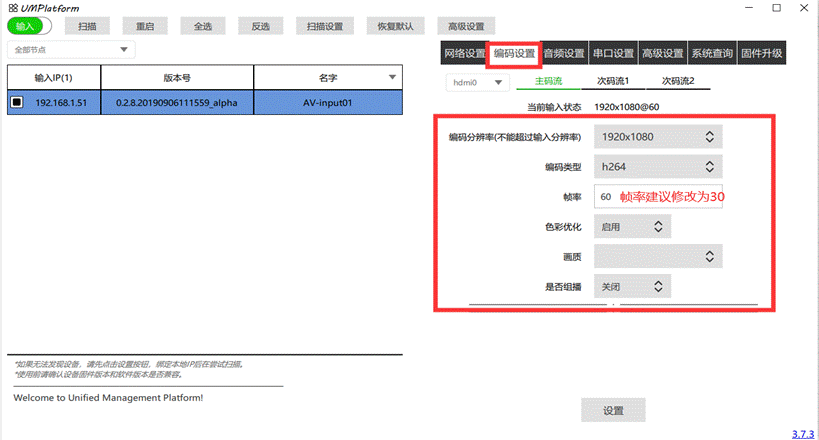 UMPlatform
输入 扫描 重启 全选 反选 扫描设置 恢复默认 高级设置
全部节点
输入IP(1) 版本号 名字
192.168.1.51 0.2.8.20190906111559_alpha AV-input01
网络设置 编码设置 音频设置 串口设置 高级设置 系统查询 固件升级
hdmi0 主码流 次码流1 次码流2
当前输入状态 1920x1080@60
编码分辨率(不能超过输入分辨率) 1920x1080
编码类型 h264
帧率 60 帧率建议修改为30
色彩优化 启用
画质
是否组播 关闭
*如果无法发现设备，请先点击设置按钮，绑定本地IP后在尝试扫描。
*使用前请确认设备固件版本和软件版本是否兼容。
Welcome to Unified Management Platform!
设置
3.7.3